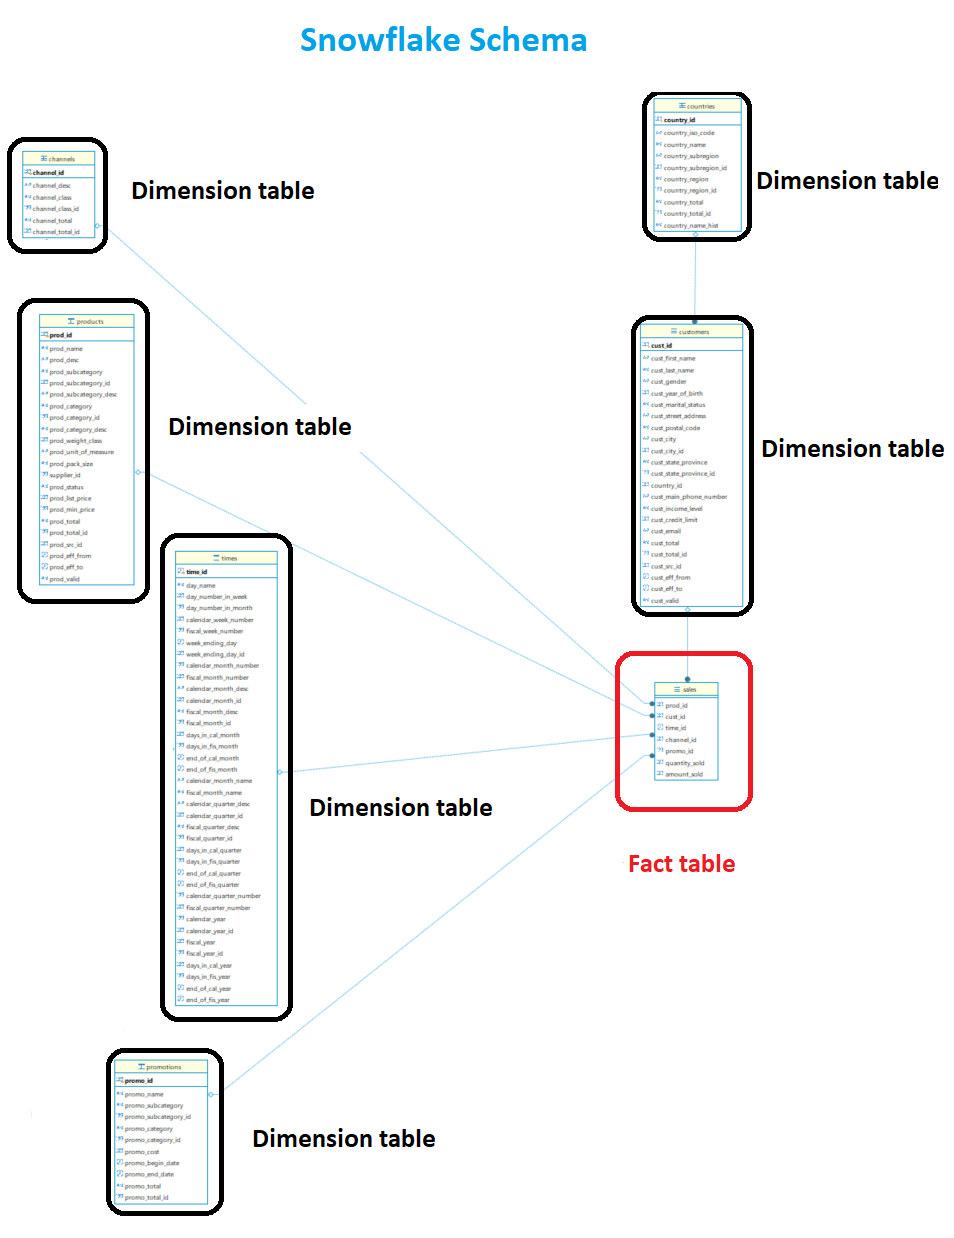 Snowflake Schema
channels
channel_id
channel_desc
channel_class
channel_class_id
channel_total
channel_total_id
Dimension table
countries
country_id
country_iso_code
country_name
country_subregion
country_subregion_id
country_region
country_region_id
country_total
country_total_id
country_name_hist
Dimension table
products
prod_id
prod_name
prod_desc
prod_subcategory
prod_subcategory_id
prod_subcategory_desc
prod_category
prod_category_id
prod_category_desc
prod_weight_class
prod_unit_of_measure
prod_pack_size
supplier_id
prod_status
prod_list_price
prod_min_price
prod_total
prod_total_id
prod_src_id
prod_eff_from
prod_eff_to
prod_valid
Dimension table
customers
cust_id
cust_first_name
cust_last_name
cust_gender
cust_year_of_birth
cust_marital_status
cust_street_address
cust_postal_code
cust_city
cust_city_id
cust_state_province
cust_state_province_id
country_id
cust_main_phone_number
cust_income_level
cust_credit_limit
cust_email
cust_total
cust_total_id
cust_src_id
cust_eff_from
cust_eff_to
cust_valid
Dimension table
times
time_id
day_name
day_number_in_week
day_number_in_month
calendar_week_number
fiscal_week_number
week_ending_day
week_ending_day_id
calendar_month_number
fiscal_month_number
calendar_month_desc
calendar_month_id
fiscal_month_desc
fiscal_month_id
days_in_cal_month
days_in_fis_month
end_of_cal_month
end_of_fis_month
calendar_month_name
fiscal_month_name
calendar_quarter_desc
calendar_quarter_id
fiscal_quarter_desc
fiscal_quarter_id
days_in_cal_quarter
days_in_fis_quarter
end_of_cal_quarter
end_of_fis_quarter
calendar_quarter_number
fiscal_quarter_number
calendar_year
calendar_year_id
fiscal_year
fiscal_year_id
days_in_cal_year
days_in_fis_year
end_of_cal_year
end_of_fis_year
Dimension table
sales
prod_id
cust_id
time_id
channel_id
promo_id
quantity_sold
amount_sold
Fact table
promotions
promo_id
promo_name
promo_subcategory
promo_subcategory_id
promo_category
promo_category_id
promo_cost
promo_begin_date
promo_end_date
promo_total
promo_total_id
Dimension table